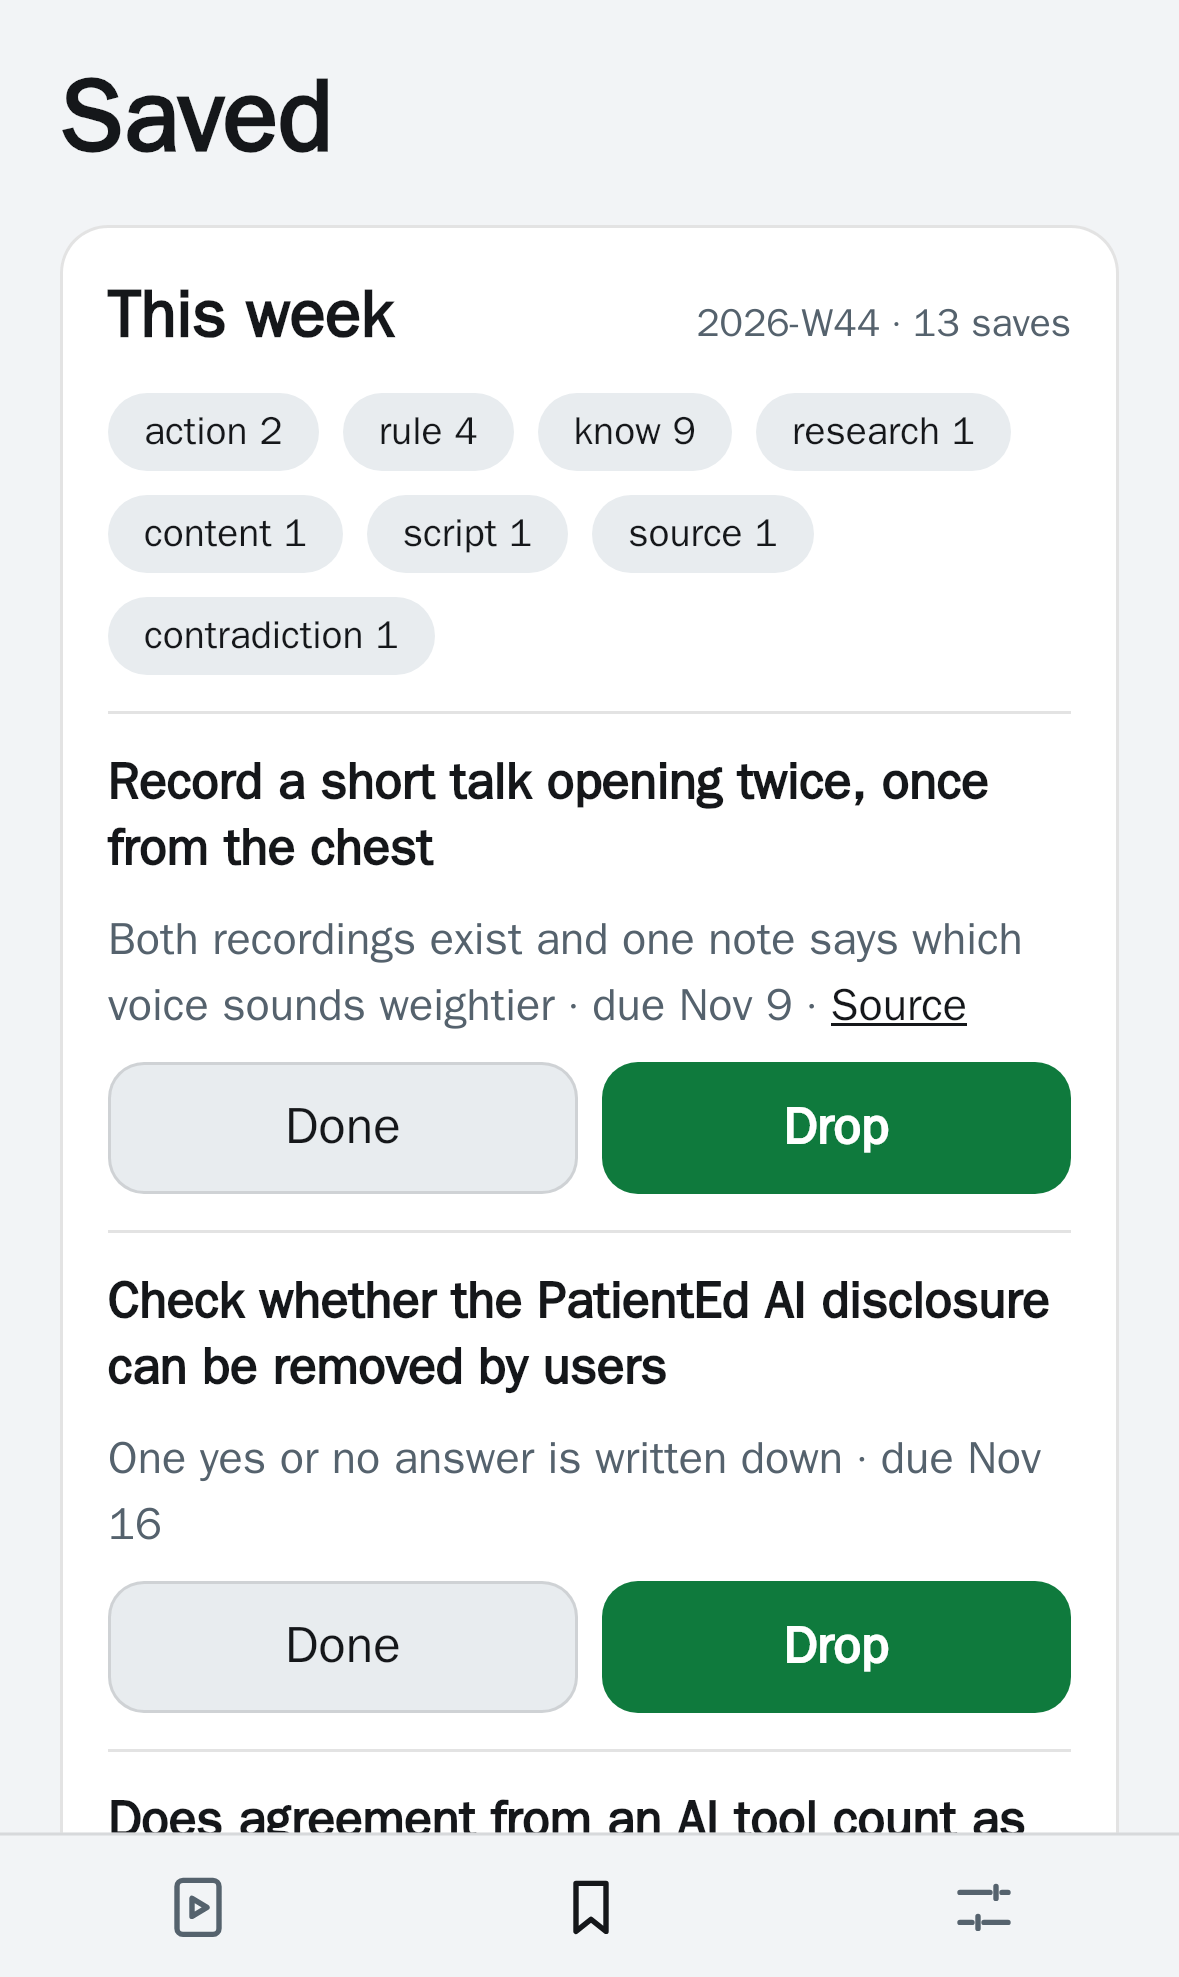 Saved
This week
2026-W44 · 13 saves
action 2
rule 4
know 9
research 1
content 1
script 1
source 1
contradiction 1
Record a short talk opening twice, once
from the chest
Both recordings exist and one note says which
voice sounds weightier · due Nov 9 · Source
Done
Drop
Check whether the PatientEd AI disclosure
can be removed by users
One yes or no answer is written down · due Nov
16
Done
Drop
Does agreement from an AI tool count as